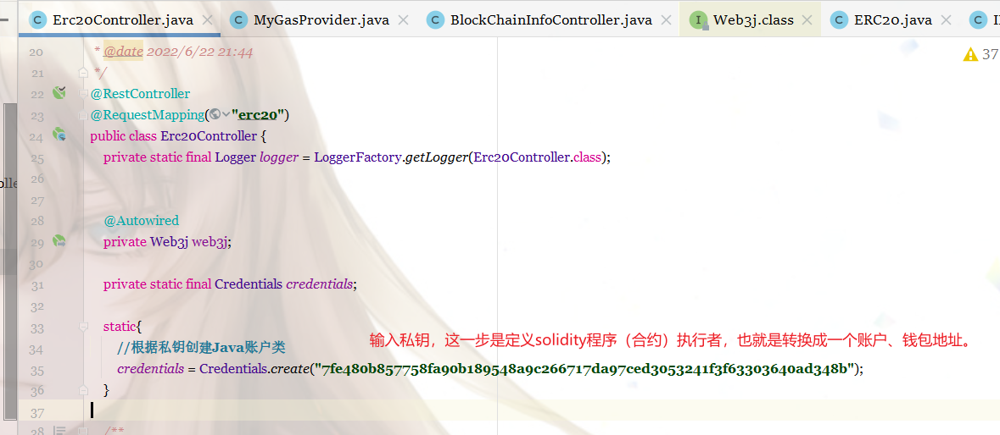 Erc20Controller.java MyGasProvider.java BlockChainInfoController.java Web3j.class ERC20.java
20 * @date 2022/6/22 21:44
37
21 */
22 @RestController
23 @RequestMapping("erc20")
24 public class Erc20Controller {
25 private static final Logger logger = LoggerFactory.getLogger(Erc20Controller.class);
26
27
28 @Autowired
29 private Web3j web3j;
30
31 private static final Credentials credentials;
32
33 static{
34 //根据私钥创建Java账户类
输入私钥，这一步是定义solidity程序（合约）执行者，也就是转换成一个账户、钱包地址。
35 credentials = Credentials.create("7fe480b857758fa90b189548a9c266717da97ced3053241f3f63303640ad348b");
36 }
37
38 /**